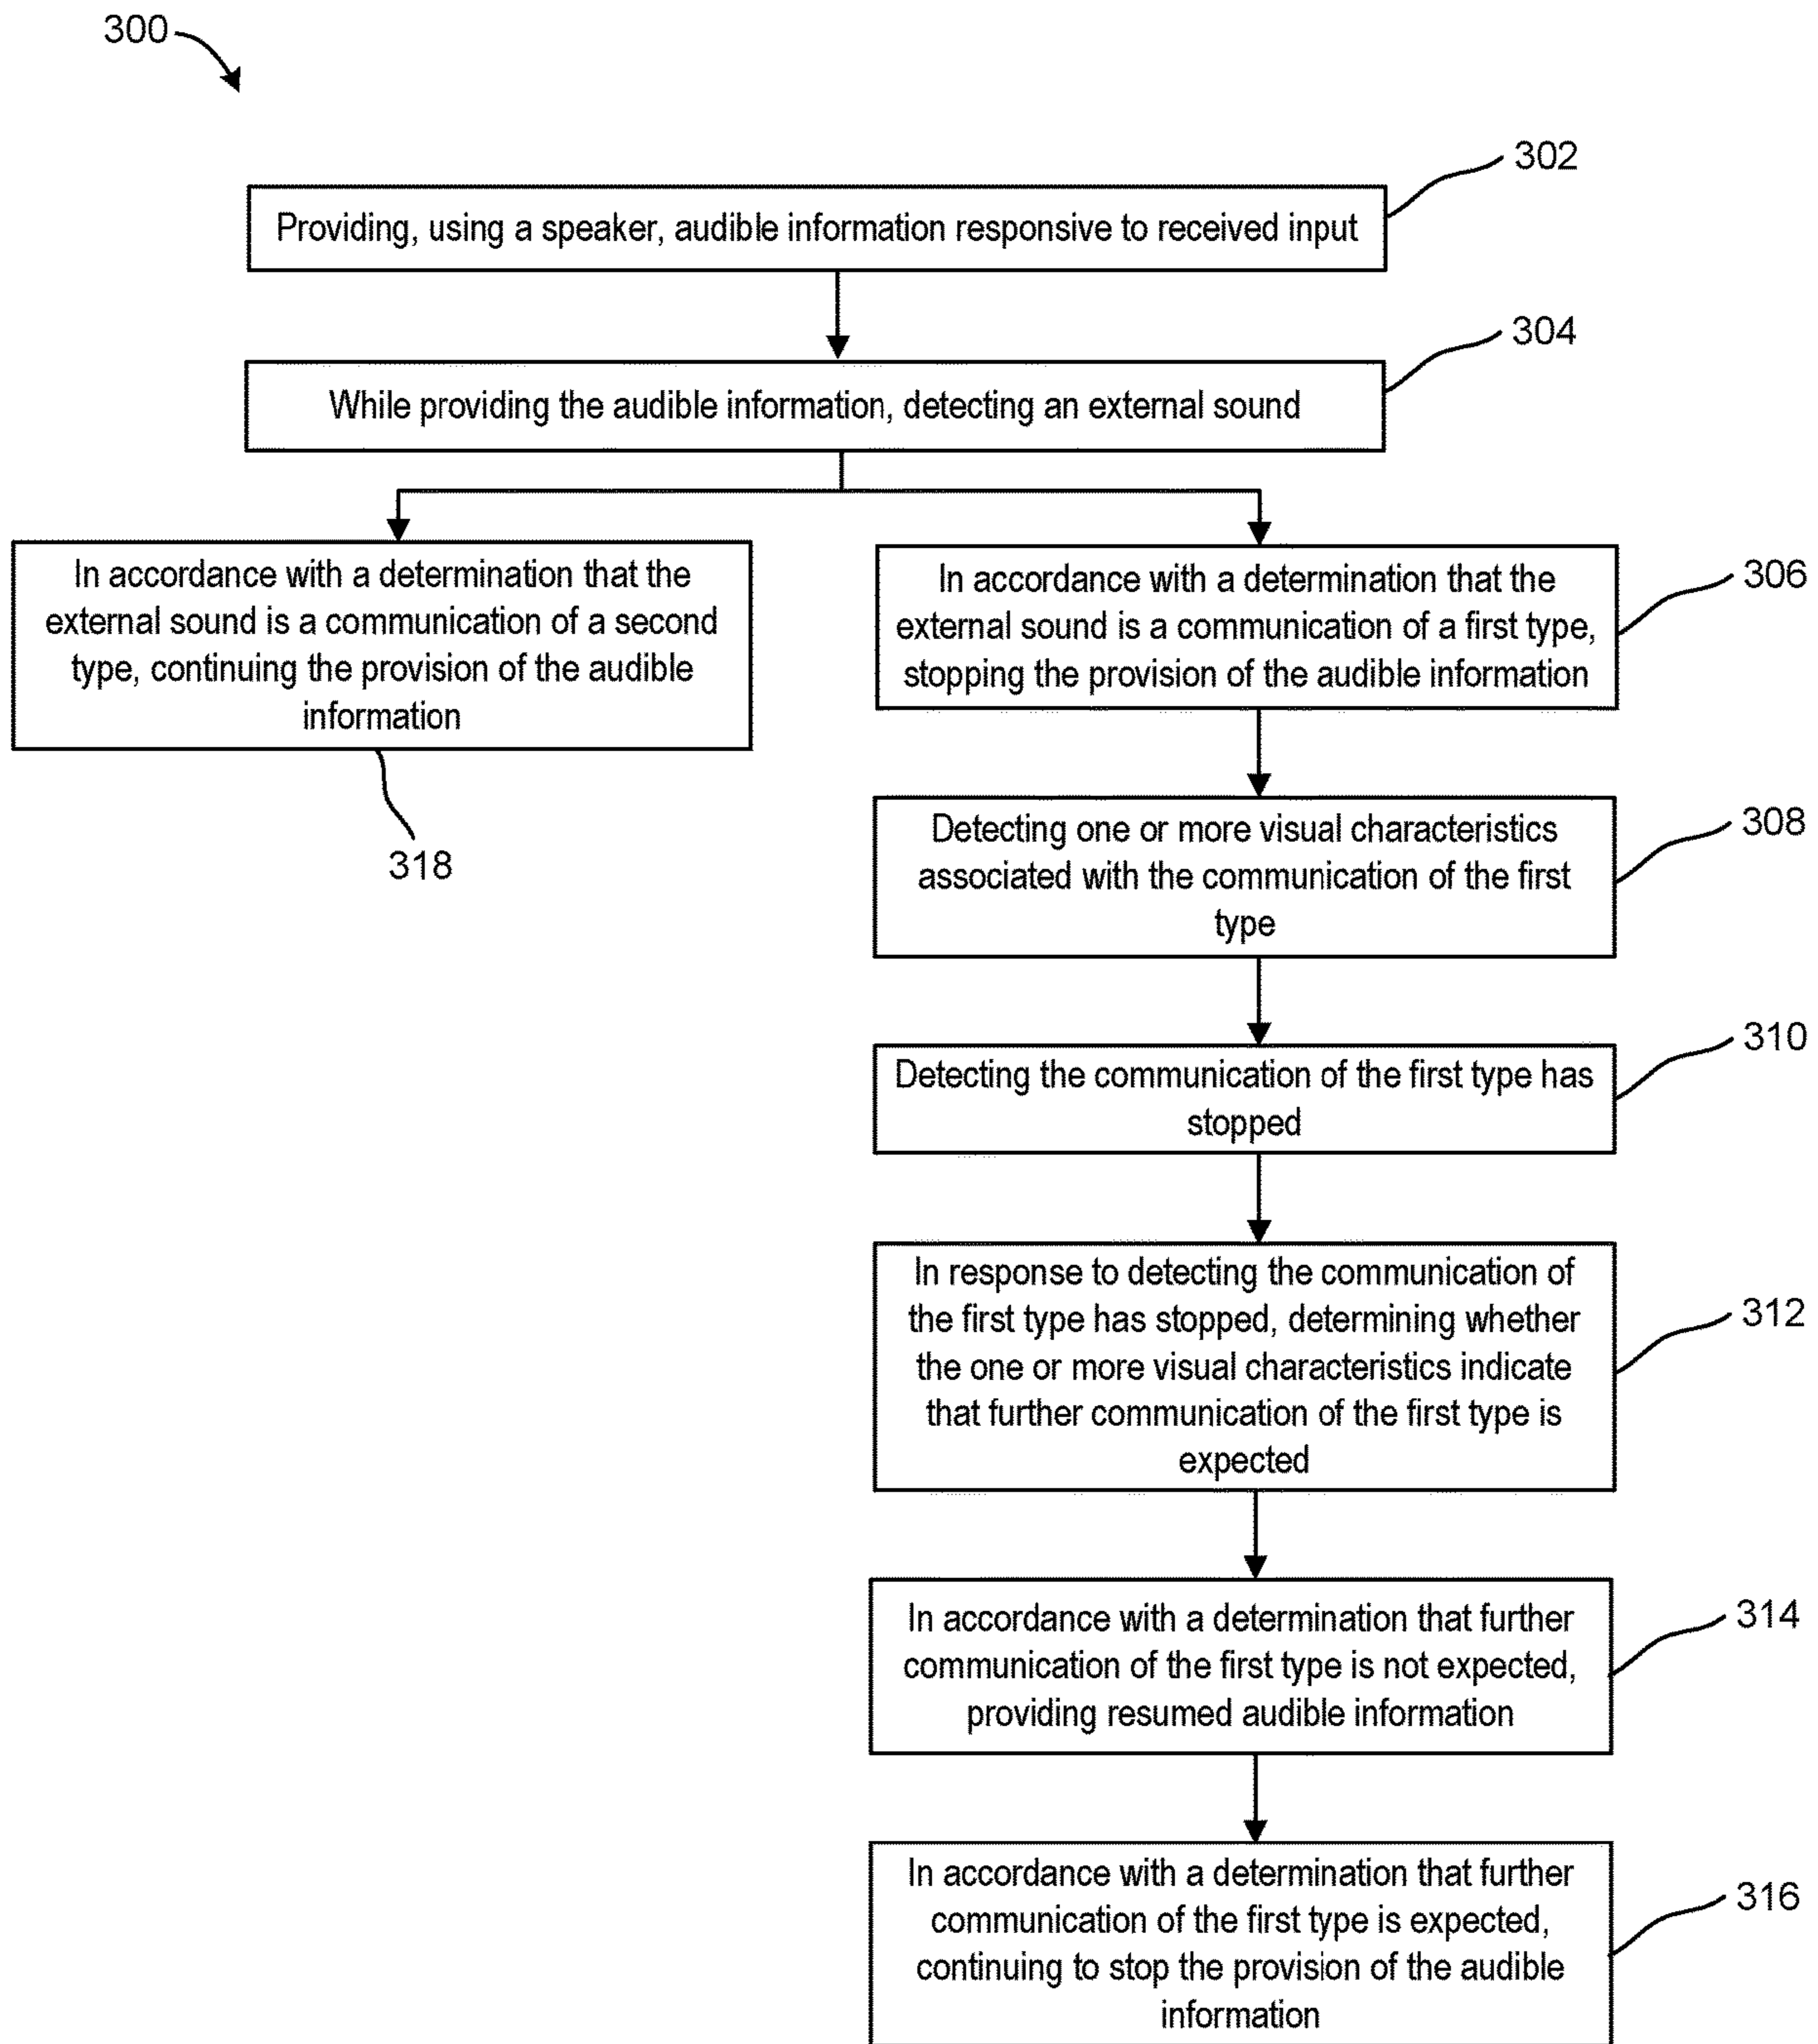 300
302
Providing, using a speaker, audible information responsive to received input
304
While providing the audible information, detecting an external sound
In accordance with a determination that the
external sound is a communication of a second
type, continuing the provision of the audible
information
318
306
In accordance with a determination that the
external sound is a communication of a first type,
stopping the provision of the audible information
308
Detecting one or more visual characteristics
associated with the communication of the first
type
310
Detecting the communication of the first type has
stopped
312
In response to detecting the communication of
the first type has stopped, determining whether
the one or more visual characteristics indicate
that further communication of the first type is
expected
314
In accordance with a determination that further
communication of the first type is not expected,
providing resumed audible information
316
In accordance with a determination that further
communication of the first type is expected,
continuing to stop the provision of the audible
information